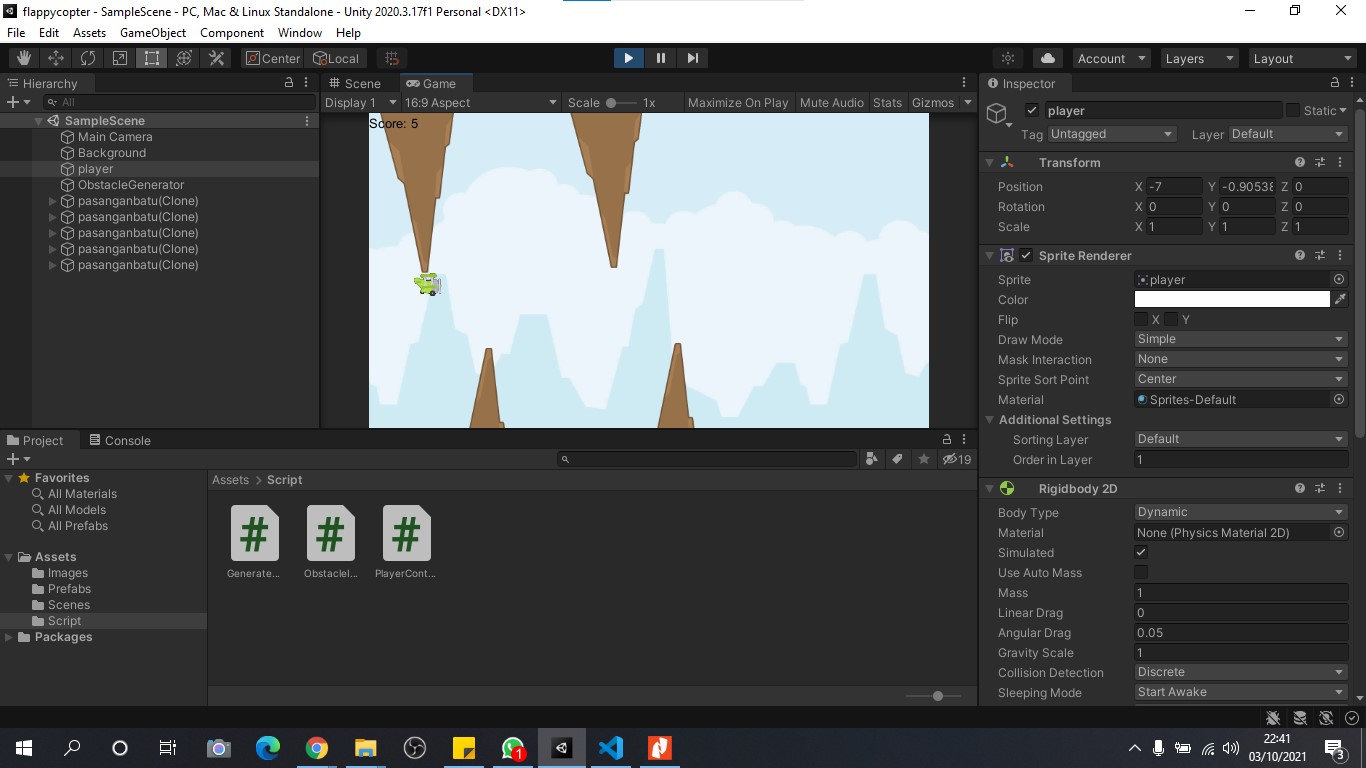 flappycopter - SampleScene - PC, Mac & Linux Standalone - Unity 2020.3.17f1 Personal <DX11>
File Edit Assets GameObject Component Window Help
Center Local Account Layers Layout
Hierarchy
All
SampleScene
Main Camera
Background
player
ObstacleGenerator
pasanganbatu(Clone)
pasanganbatu(Clone)
pasanganbatu(Clone)
pasanganbatu(Clone)
pasanganbatu(Clone)
Scene Game
Display 1 16:9 Aspect Scale 1x Maximize On Play Mute Audio Stats Gizmos
Score: 5
Project Console
19
Favorites
All Materials
All Models
All Prefabs
Assets
Images
Prefabs
Scenes
Script
Packages
Assets > Script
Generate... ObstacleI... PlayerCont...
Inspector
player Static
Tag Untagged Layer Default
Transform
Position X -7 Y -0.90538 Z 0
Rotation X 0 Y 0 Z 0
Scale X 1 Y 1 Z 1
Sprite Renderer
Sprite player
Color
Flip X Y
Draw Mode Simple
Mask Interaction None
Sprite Sort Point Center
Material Sprites-Default
Additional Settings
Sorting Layer Default
Order in Layer 1
Rigidbody 2D
Body Type Dynamic
Material None (Physics Material 2D)
Simulated
Use Auto Mass
Mass 1
Linear Drag 0
Angular Drag 0.05
Gravity Scale 1
Collision Detection Discrete
Sleeping Mode Start Awake
1
22:41
03/10/2021
3